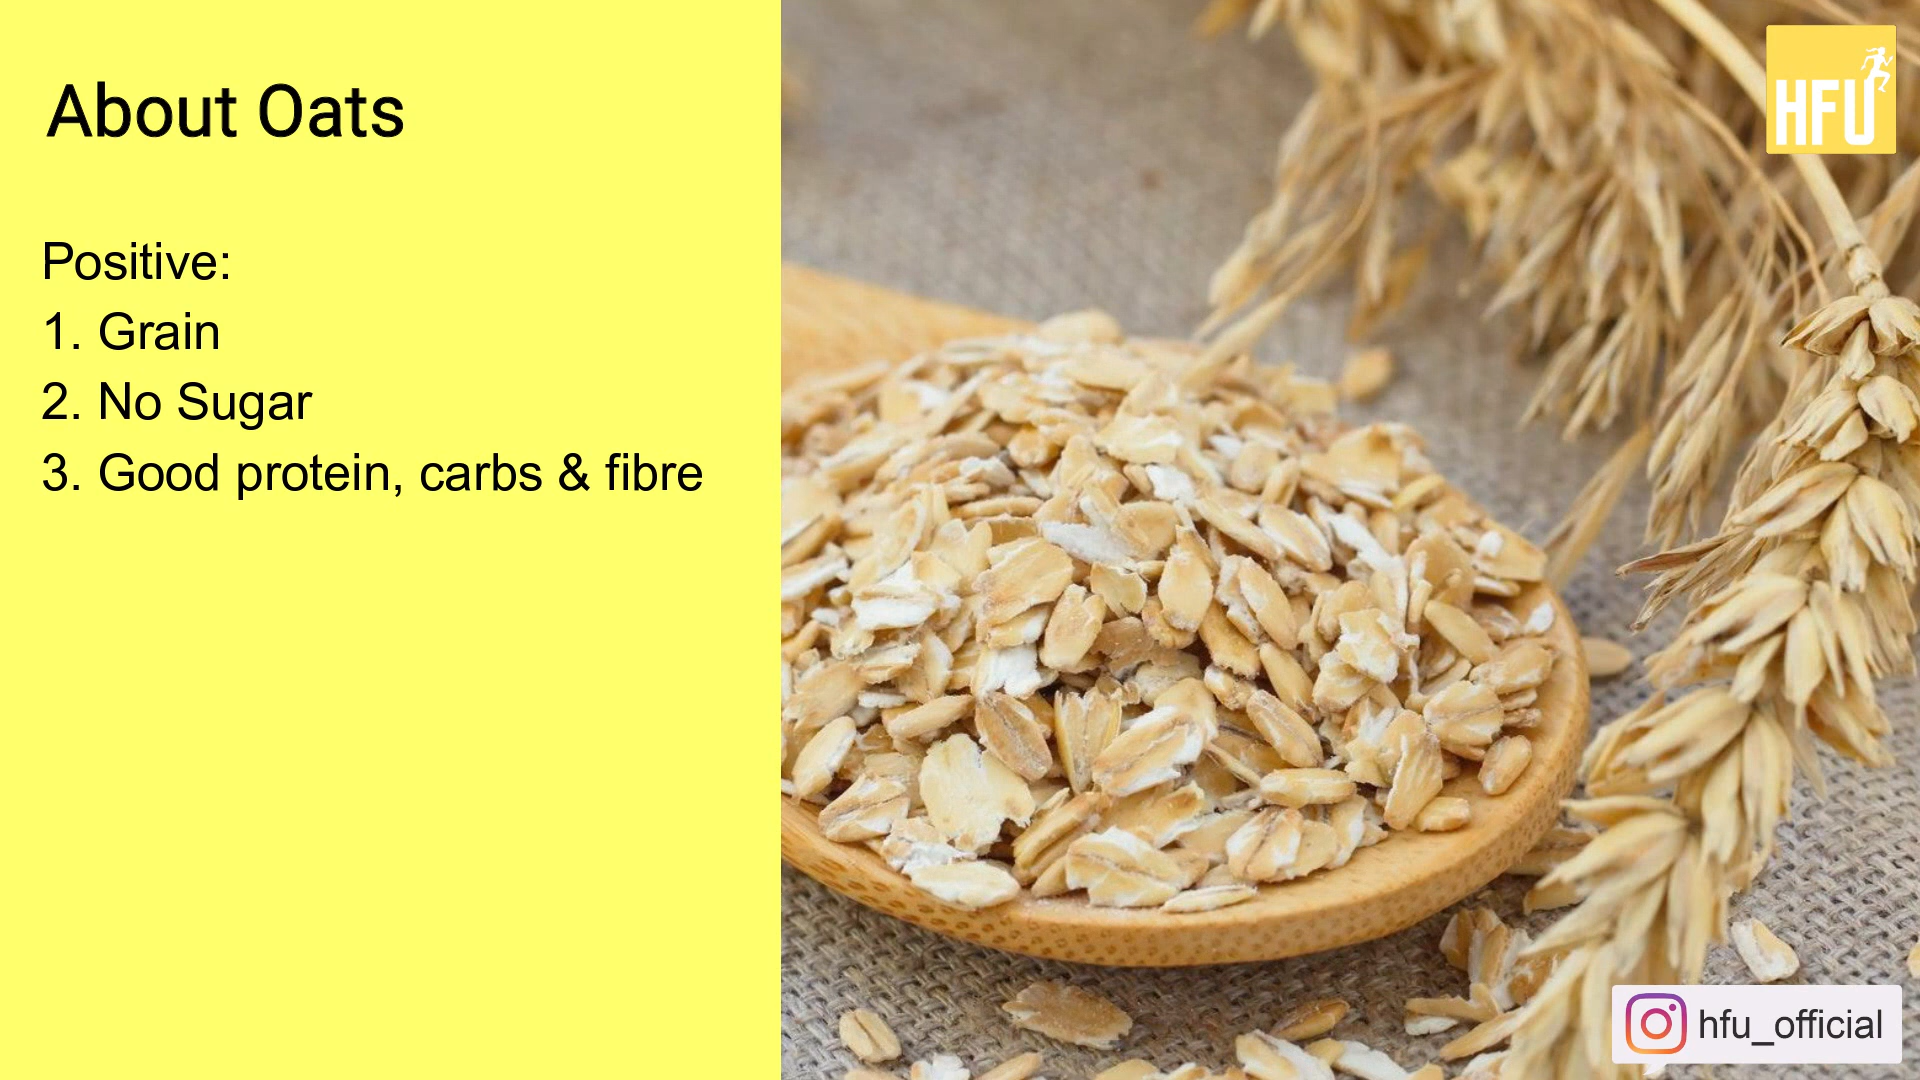 About Oats
HFU
Positive:
1. Grain
2. No Sugar
3. Good protein, carbs & fibre
hfu_official